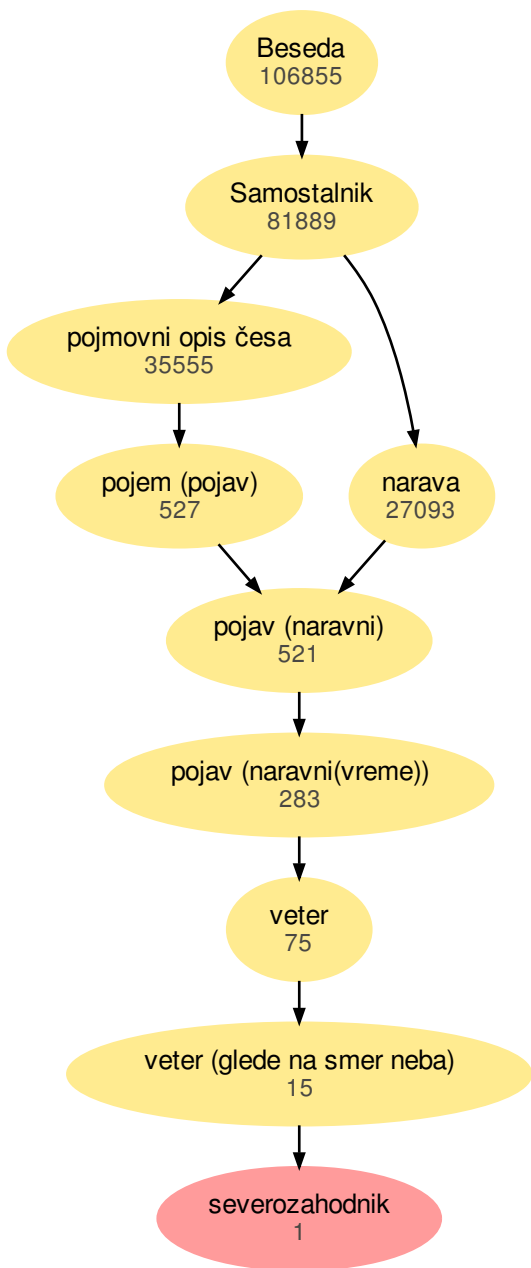 Beseda
106855
Samostalnik
81889
pojmovni opis česa
35555
pojem (pojav)
527
narava
27093
pojav (naravni)
521
pojav (naravni(vreme))
283
veter
75
veter (glede na smer neba)
15
severozahodnik
1